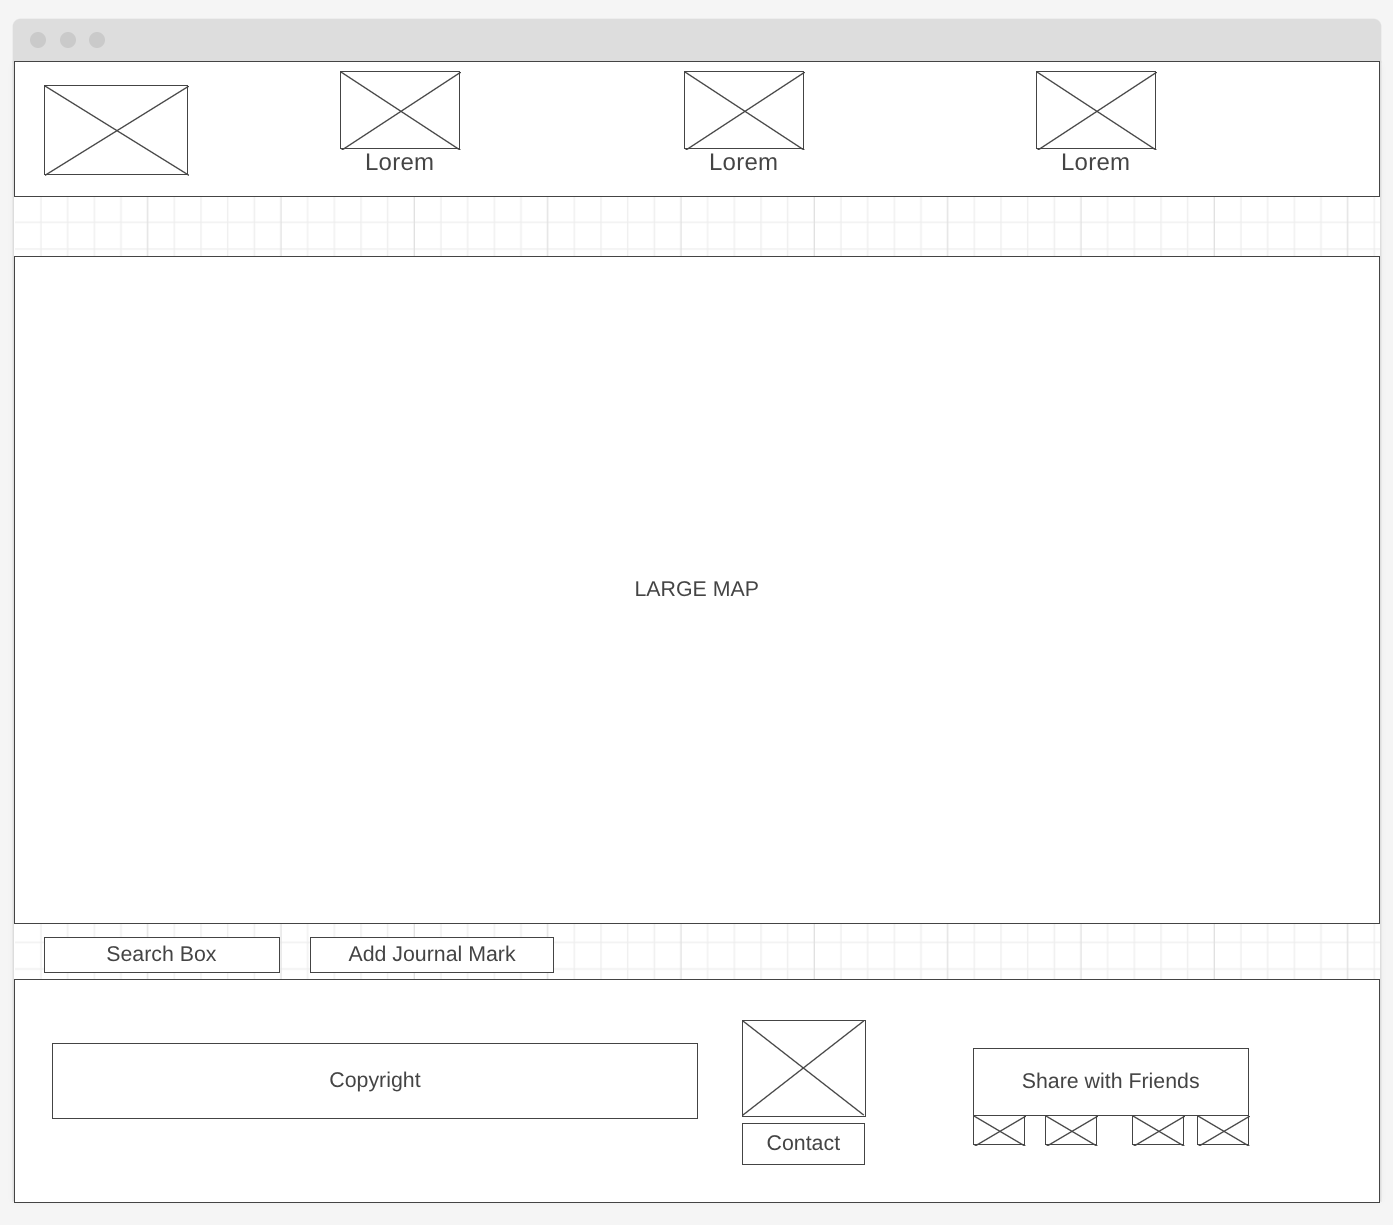 Lorem
Lorem
Lorem
LARGE MAP
Search Box
Add Journal Mark
Copyright
Contact
Share with Friends